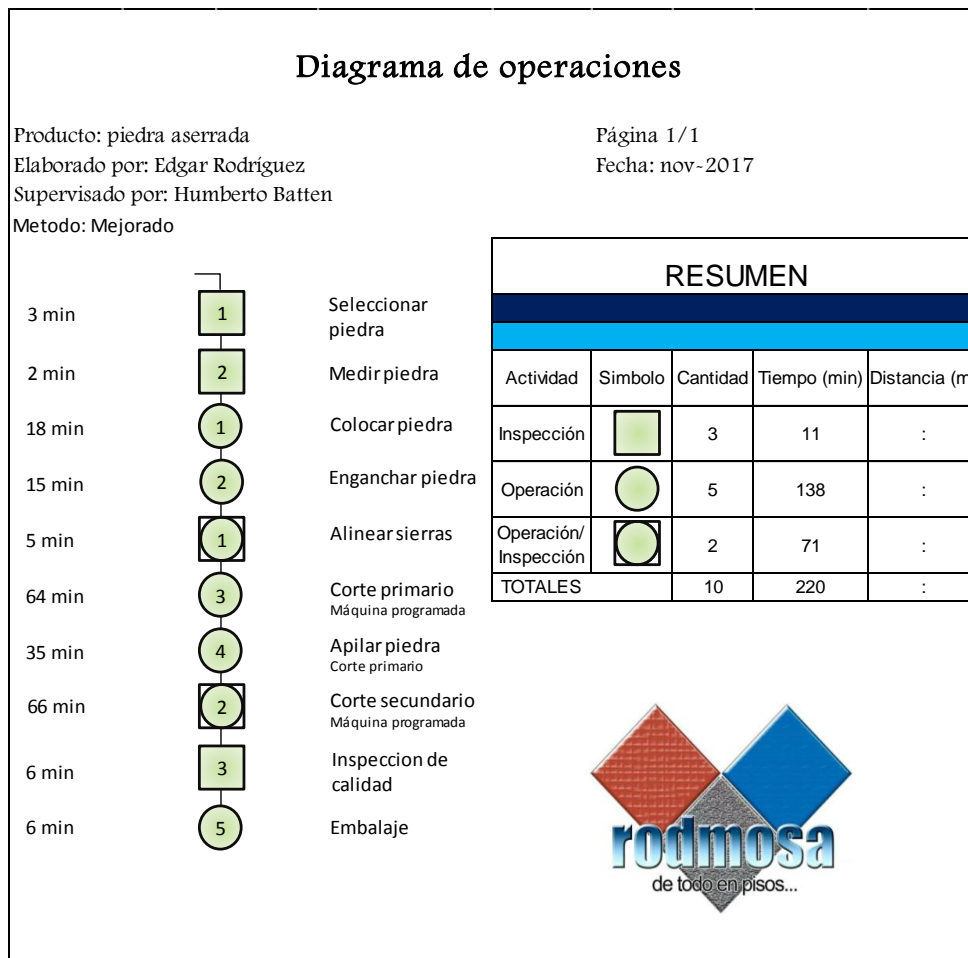 Diagrama de operaciones
Producto: piedra aserrada
Página 1/1
Elaborado por: Edgar Rodríguez
Fecha: nov-2017
Supervisado por: Humberto Batten
Metodo: Mejorado
3 min
1
Seleccionar
piedra
2 min
2
Medir piedra
18 min
1
Colocar piedra
15 min
2
Enganchar piedra
5 min
1
Alinear sierras
64 min
3
Corte primario
Máquina programada
35 min
4
Apilar piedra
Corte primario
66 min
2
Corte secundario
Máquina programada
6 min
3
Inspeccion de
calidad
6 min
5
Embalaje
RESUMEN
Actividad Simbolo Cantidad Tiempo (min) Distancia (m
Inspección 3 11 :
Operación 5 138 :
Operación/
Inspección 2 71 :
TOTALES 10 220 :
rodmosa
de todo en pisos...